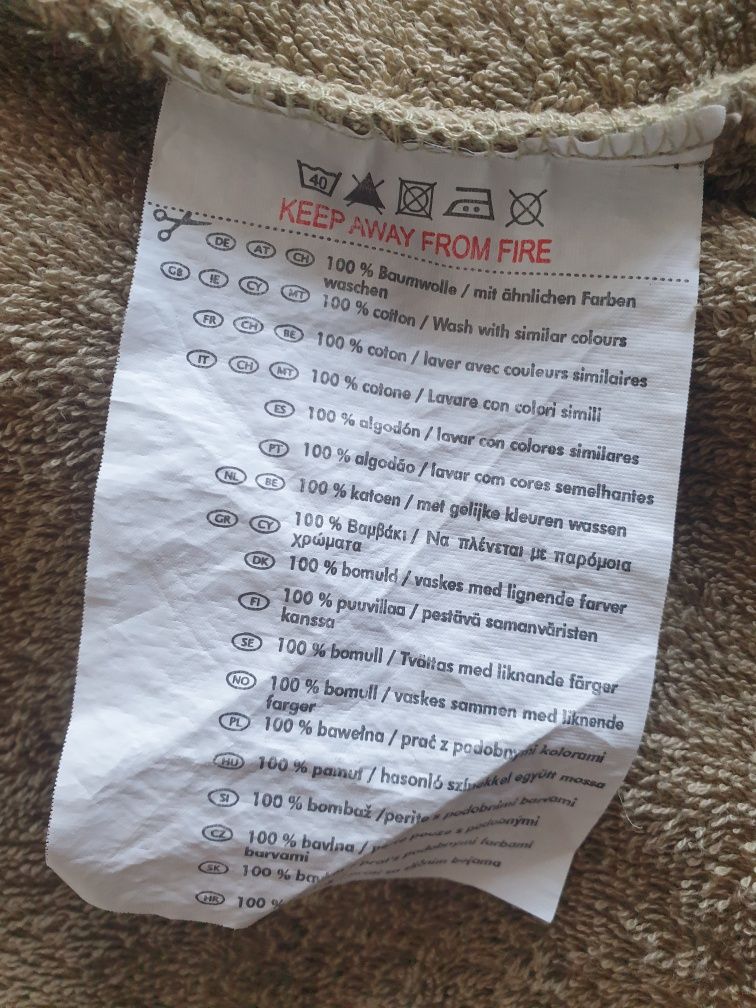 40
KEEP AWAY FROM FIRE
DE AT CH 100 % Baumwolle / mit ähnlichen Farben
waschen
GB IE CY MT 100 % cotton / Wash with similar colours
FR CH BE 100 % coton / laver avec couleurs similaires
IT CH MT 100 % cotone / Lavare con colori simili
ES 100 % algodón / lavar con colores similares
PT 100 % algodão / lavar com cores semelhantes
NL BE 100 % katoen / met gelijke kleuren wassen
GR CY 100 % Βαμβάκι / Να πλένεται με παρόμοια
χρώματα
DK 100 % bomuld / vaskes med lignende farver
FI 100 % puuvillaa / pestävä samanväristen
kanssa
SE 100 % bomull / Tvättas med liknande färger
NO 100 % bomull / vaskes sammen med liknende
farger
PL 100 % bawełna / prać z podobnymi kolorami
HU 100 % pamut / hasonló színekkel együtt mossa
SI 100 % bombaž /perite s podobnimi barvami
CZ 100 % bavlna / s podobnými
barvami
SK 100 % podobnými farbami
HR 100 % bojama